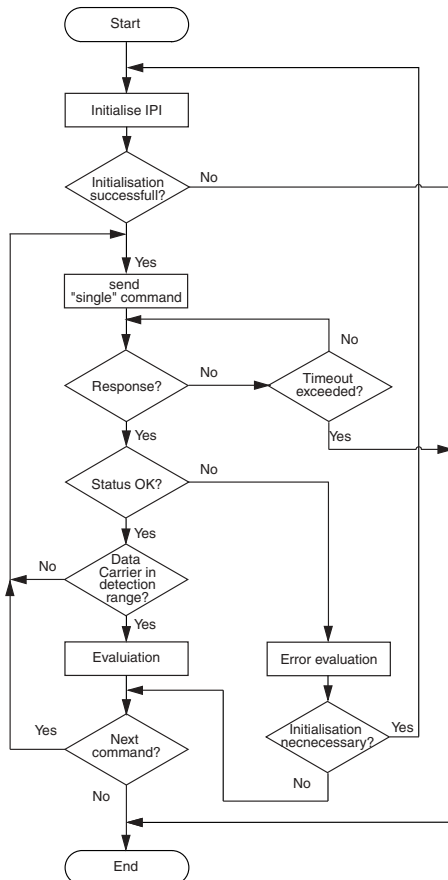 Start
Initialise IPI
Initialisation
successfull?
No
Yes
send
"single" command
No
Response?
No
Timeout
exceeded?
Yes
Yes
Status OK?
No
Yes
Data
Carrier in
detection
range?
No
Yes
Evaluiation
Error evaluation
Yes
Next
command?
Initialisation
necnecessary?
Yes
No
No
End